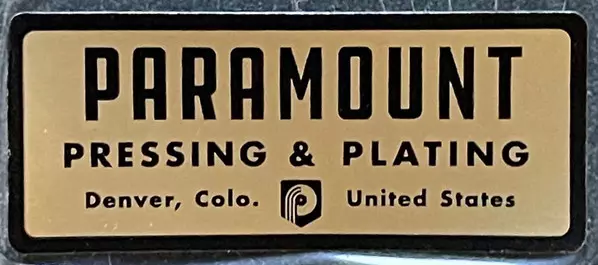 PARAMOUNT
PRESSING & PLATING
Denver, Colo. United States